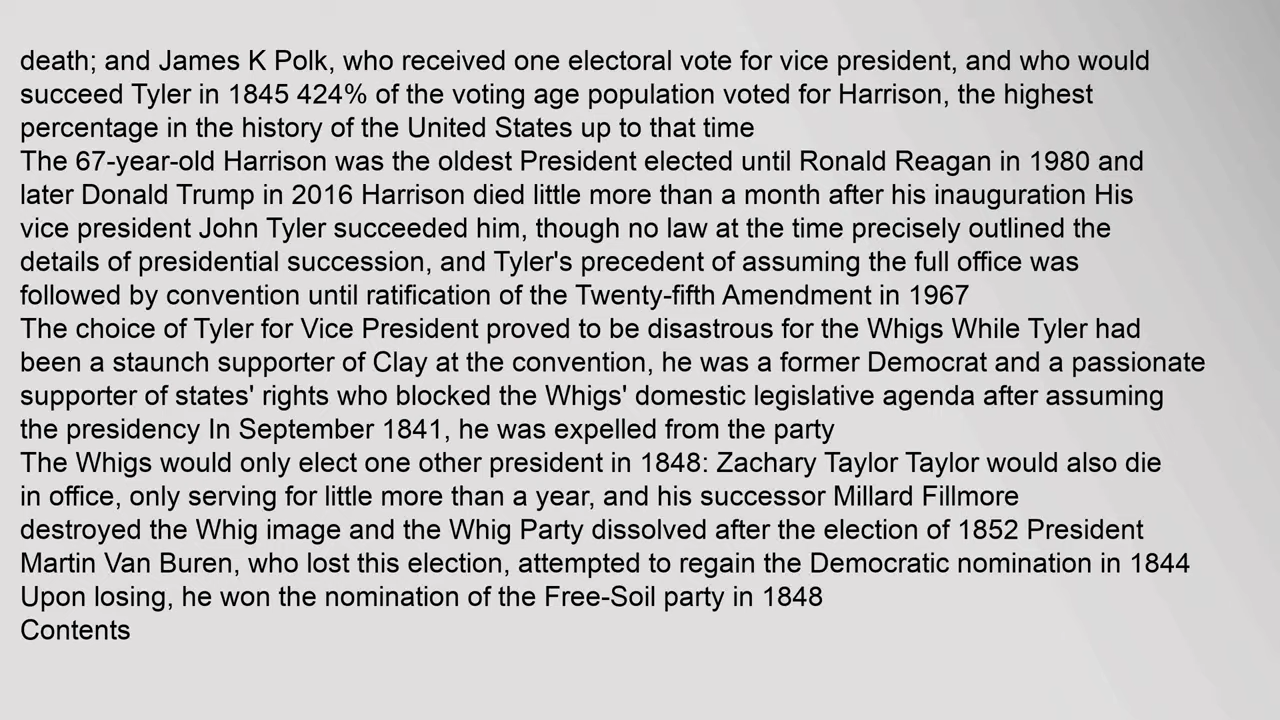 death; and James K Polk, who received one electoral vote for vice president, and who would
succeed Tyler in 1845 424% of the voting age population voted for Harrison, the highest
percentage in the history of the United States up to that time
The 67-year-old Harrison was the oldest President elected until Ronald Reagan in 1980 and
later Donald Trump in 2016 Harrison died little more than a month after his inauguration His
vice president John Tyler succeeded him, though no law at the time precisely outlined the
details of presidential succession, and Tyler's precedent of assuming the full office was
followed by convention until ratification of the Twenty-fifth Amendment in 1967
The choice of Tyler for Vice President proved to be disastrous for the Whigs While Tyler had
been a staunch supporter of Clay at the convention, he was a former Democrat and a passionate
supporter of states' rights who blocked the Whigs' domestic legislative agenda after assuming
the presidency In September 1841, he was expelled from the party
The Whigs would only elect one other president in 1848: Zachary Taylor Taylor would also die
in office, only serving for little more than a year, and his successor Millard Fillmore
destroyed the Whig image and the Whig Party dissolved after the election of 1852 President
Martin Van Buren, who lost this election, attempted to regain the Democratic nomination in 1844
Upon losing, he won the nomination of the Free-Soil party in 1848
Contents